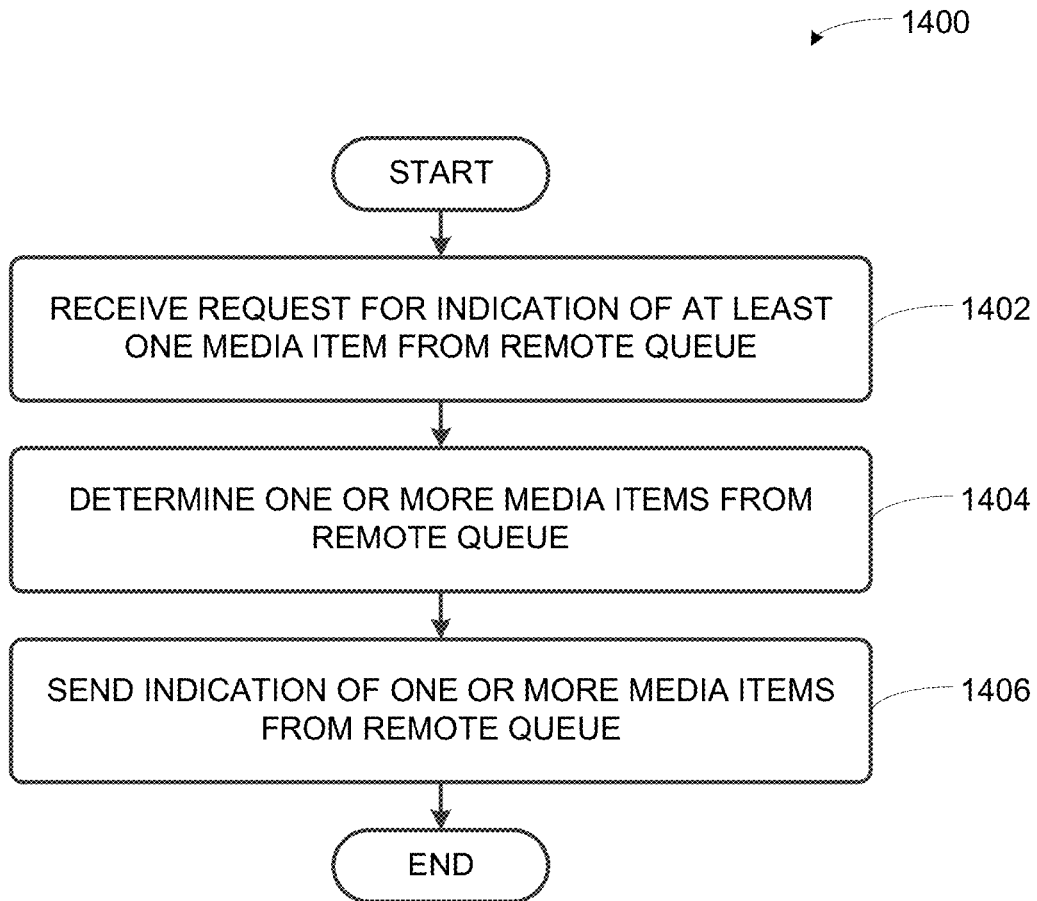 1400
START
RECEIVE REQUEST FOR INDICATION OF AT LEAST
ONE MEDIA ITEM FROM REMOTE QUEUE
1402
DETERMINE ONE OR MORE MEDIA ITEMS FROM
REMOTE QUEUE
1404
SEND INDICATION OF ONE OR MORE MEDIA ITEMS
FROM REMOTE QUEUE
1406
END